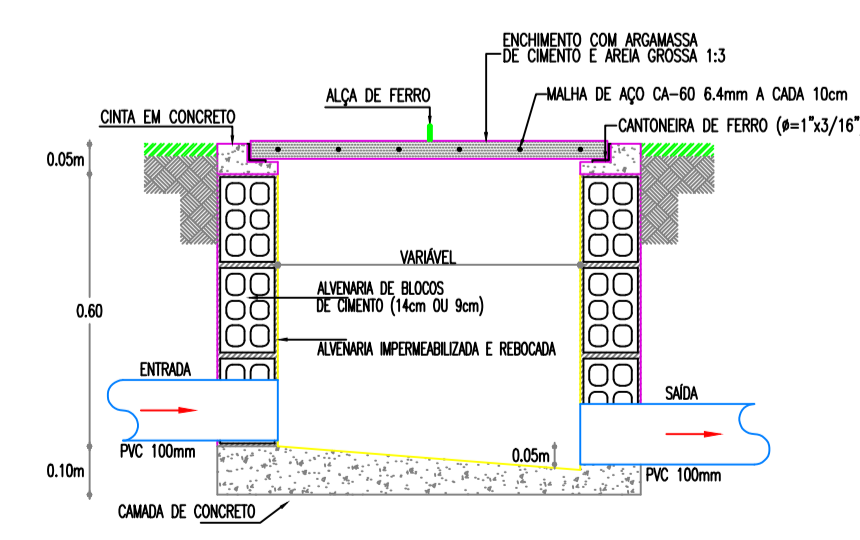 ENCHIMENTO COM ARGAMASSA
DE CIMENTO E AREIA GROSSA 1:3
ALÇA DE FERRO
MALHA DE AÇO CA-60 6.4mm A CADA 10cm
CINTA EM CONCRETO
CANTONEIRA DE FERRO (ø=1"x3/16"
0.05m
VARIÁVEL
ALVENARIA DE BLOCOS
DE CIMENTO (14cm OU 9cm)
0.60
ALVENARIA IMPERMEABILIZADA E REBOCADA
ENTRADA
SAÍDA
PVC 100mm
0.05m
0.10m
PVC 100mm
CAMADA DE CONCRETO